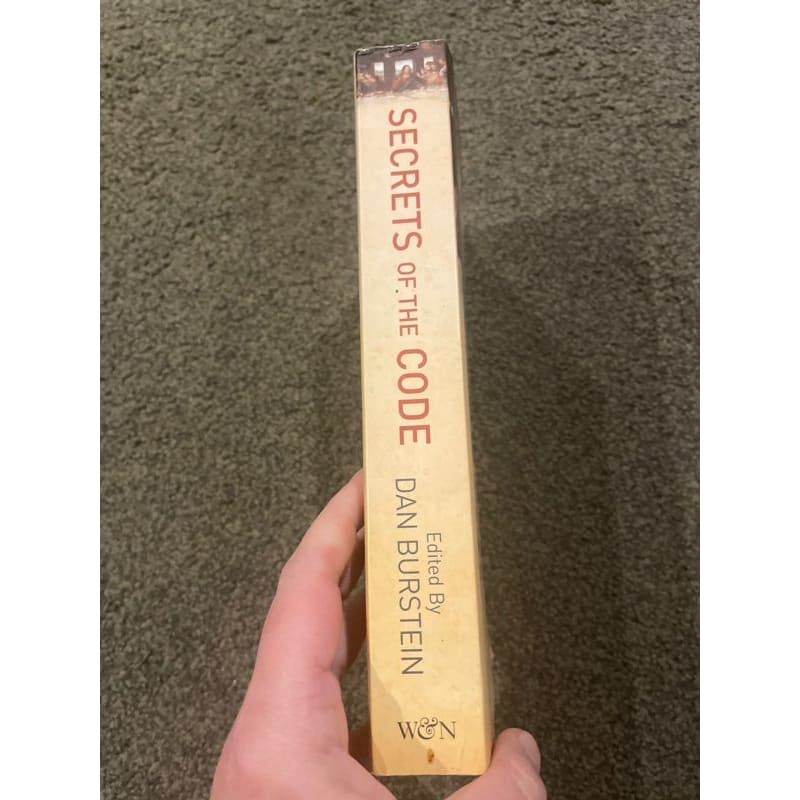 SECRETS OF THE CODE
Edited By
DAN BURSTEIN
W&N